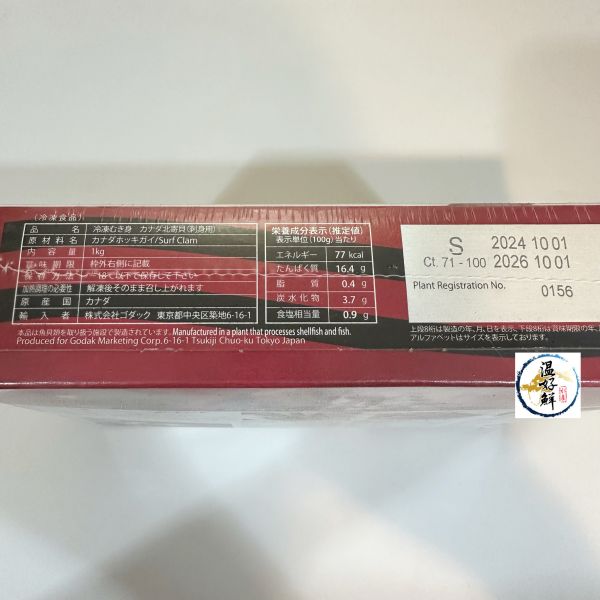 (冷凍食品)
品 名 冷凍むき身 カナダ北寄貝(刺身用)
原材料名 カナダホッキガイ/Surf Clam
内容量 1kg
賞味期限 枠外右側に記載
保存方法 -18℃以下で保存して下さい
加熱調理の必要性 解凍後そのまま召し上がれます
原産国 カナダ
輸入者 株式会社ゴダック 東京都中央区築地6-16-1
本品は魚貝類を取り扱う施設で製造されています. Manufactured in a plant that processes shellfish and fish.
Produced for Godak Marketing Corp.6-16-1 Tsukiji Chuo-ku Tokyo Japan
栄養成分表示(推定値)
表示単位(100g)当たり
エネルギー 77 kcal
たんぱく質 16.4 g
脂質 0.4 g
炭水化物 3.7 g
食塩相当量 0.9 g
S 2024 10 01
Ct. 71 - 100 2026 10 01
Plant Registration No. 0156
上段8桁は製造の年、月、日を表示、下段8桁は賞味期限の年、
アルファベットはサイズを表示しております。
温好鮮